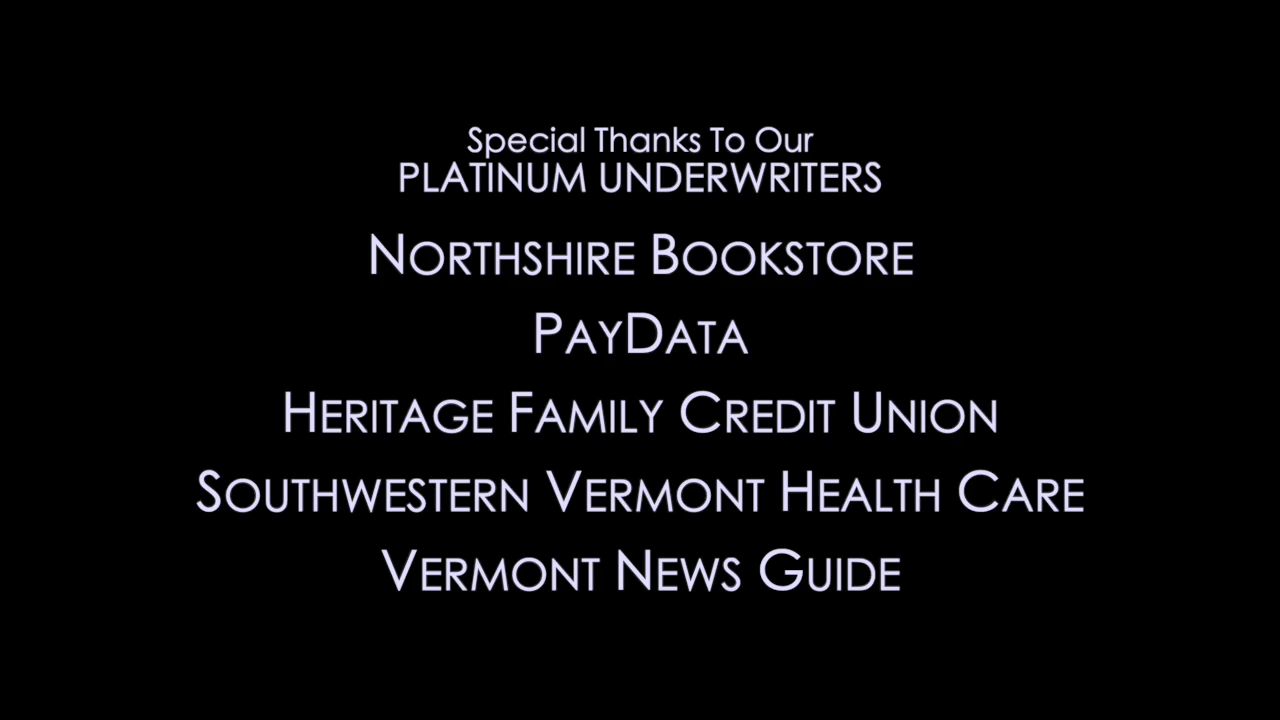 Special Thanks To Our
PLATINUM UNDERWRITERS
NORTHSHIRE BOOKSTORE
PAYDATA
HERITAGE FAMILY CREDIT UNION
SOUTHWESTERN VERMONT HEALTH CARE
VERMONT NEWS GUIDE